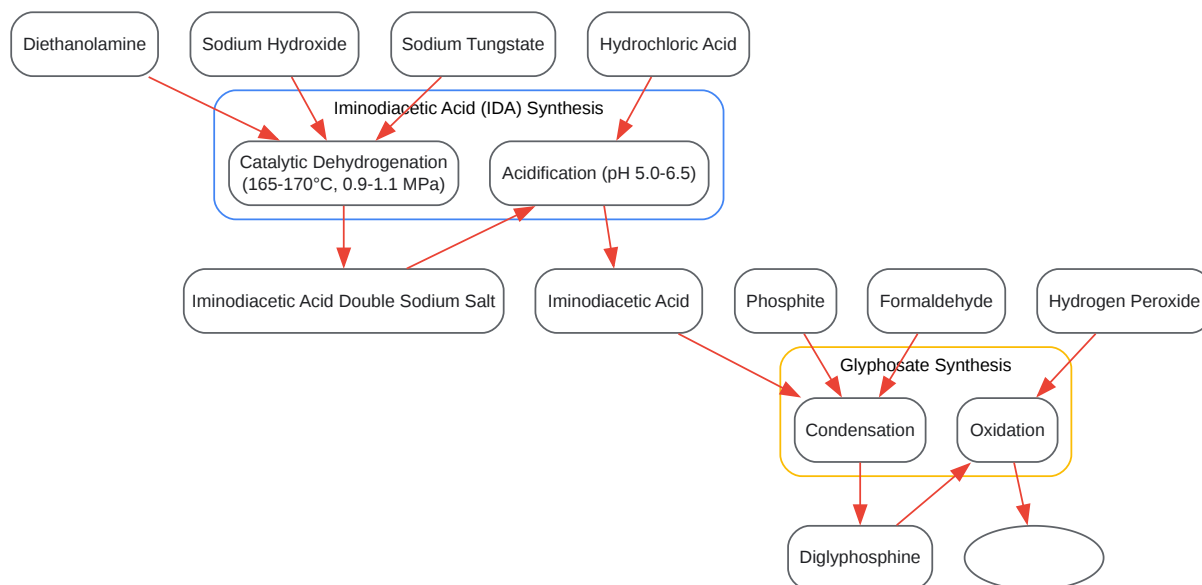 Diethanolamine
Sodium Hydroxide
Sodium Tungstate
Hydrochloric Acid
Iminodiacetic Acid (IDA) Synthesis
Catalytic Dehydrogenation
(165-170°C, 0.9-1.1 MPa)
Acidification (pH 5.0-6.5)
Iminodiacetic Acid Double Sodium Salt
Iminodiacetic Acid
Phosphite
Formaldehyde
Hydrogen Peroxide
Glyphosate Synthesis
Condensation
Oxidation
Diglyphosphine